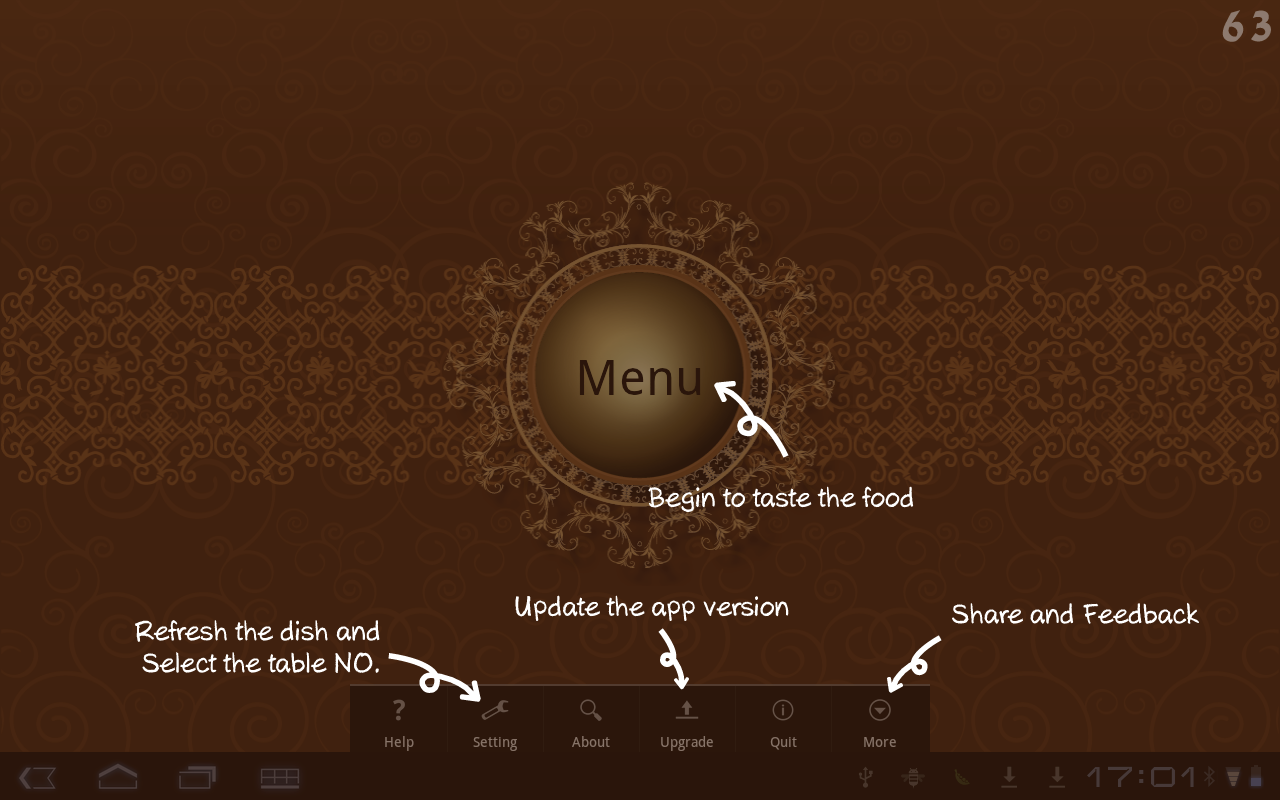 63
Menu
Begin to taste the food
Update the app version
Share and Feedback
Refresh the dish and
Select the table NO.
Help
Setting
About
Upgrade
Quit
More
17:01